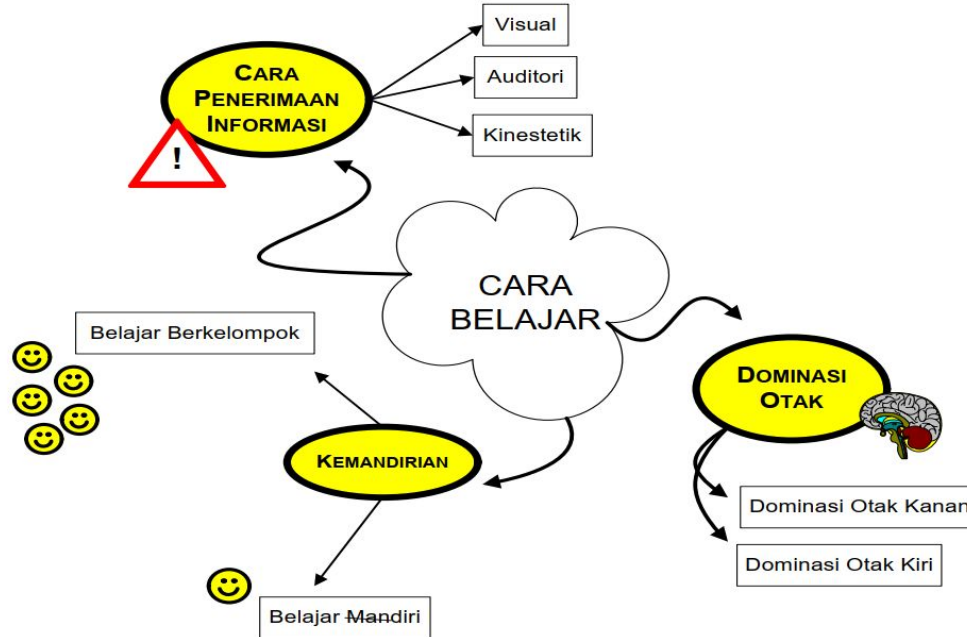 Visual
Auditori
Kinestetik
CARA
PENERIMAAN
INFORMASI
!
CARA
BELAJAR
Belajar Berkelompok
DOMINASI
OTAK
KEMANDIRIAN
Dominasi Otak Kanan
Dominasi Otak Kiri
Belajar Mandiri